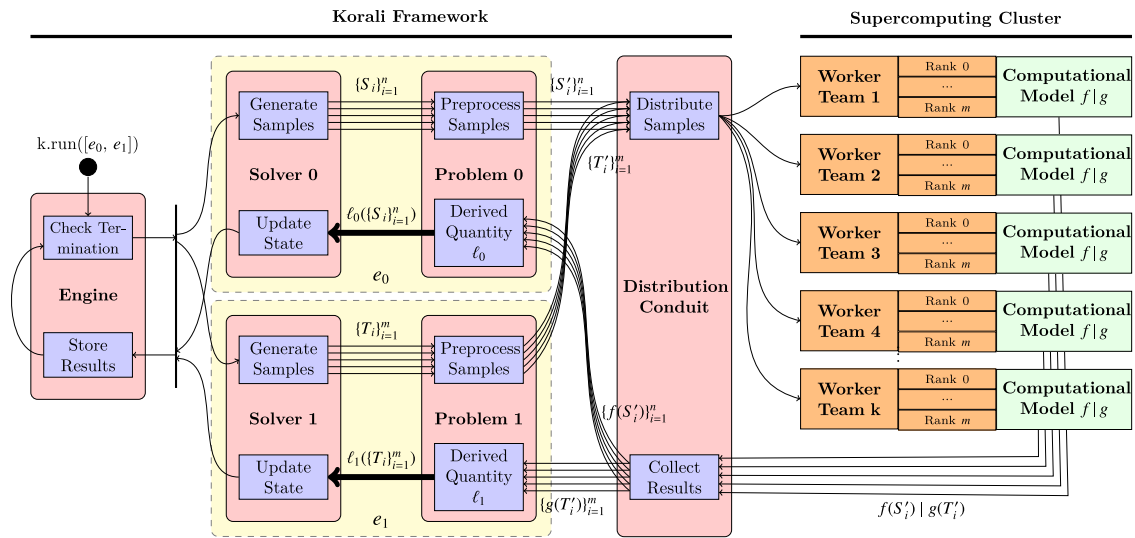 Korali Framework
Supercomputing Cluster
k.run([e₀, e₁])
Check Ter-
mination
Engine
Store
Results
Generate
Samples
Solver 0
Update
State
{Sᵢ}ⁿᵢ₌₁
Preprocess
Samples
Problem 0
ℓ₀({Sᵢ}ⁿᵢ₌₁)
Derived
Quantity
ℓ₀
e₀
Generate
Samples
Solver 1
Update
State
{Tᵢ}ᵐᵢ₌₁
Preprocess
Samples
Problem 1
ℓ₁({Tᵢ}ᵐᵢ₌₁)
Derived
Quantity
ℓ₁
e₁
{S′ᵢ}ⁿᵢ₌₁
{T′ᵢ}ᵐᵢ₌₁
{f(S′ᵢ)}ⁿᵢ₌₁
{g(T′ᵢ)}ᵐᵢ₌₁
Distribute
Samples
Distribution
Conduit
Collect
Results
Worker
Team 1
Rank 0
...
Rank m
Computational
Model f | g
Worker
Team 2
Rank 0
...
Rank m
Computational
Model f | g
Worker
Team 3
Rank 0
...
Rank m
Computational
Model f | g
Worker
Team 4
Rank 0
...
Rank m
Computational
Model f | g
⋮
Worker
Team k
Rank 0
...
Rank m
Computational
Model f | g
f(S′ᵢ) | g(T′ᵢ)